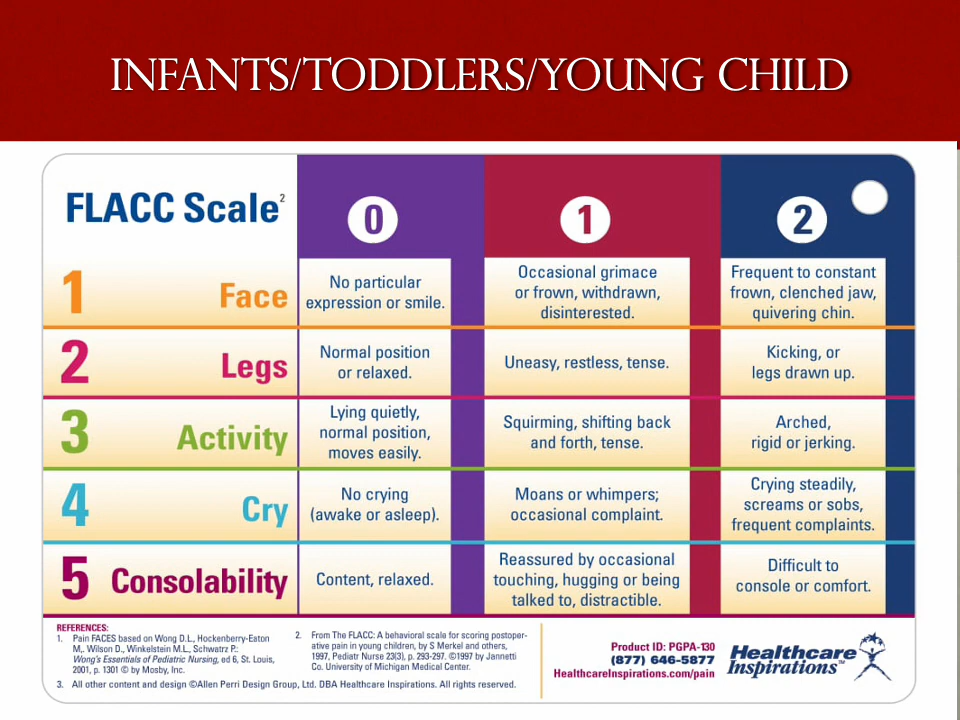 INFANTS/TODDLERS/YOUNG CHILD
FLACC Scale2
0
1
2
1 Face
No particular
expression or smile.
Occasional grimace
or frown, withdrawn,
disinterested.
Frequent to constant
frown, clenched jaw,
quivering chin.
2 Legs
Normal position
or relaxed.
Uneasy, restless, tense.
Kicking, or
legs drawn up.
3 Activity
Lying quietly,
normal position,
moves easily.
Squirming, shifting back
and forth, tense.
Arched,
rigid or jerking.
4 Cry
No crying
(awake or asleep).
Moans or whimpers;
occasional complaint.
Crying steadily,
screams or sobs,
frequent complaints.
5 Consolability
Content, relaxed.
Reassured by occasional
touching, hugging or being
talked to, distractible.
Difficult to
console or comfort.
REFERENCES:
1. Pain FACES based on Wong D.L., Hockenberry-Eaton
M,. Wilson D., Winkelstein M.L., Schwatrz P.:
Wong's Essentials of Pediatric Nursing, ed 6, St. Louis,
2001, p. 1301 © by Mosby, Inc.
2. From The FLACC: A behavioral scale for scoring postoper-
ative pain in young children, by S Merkel and others,
1997, Pediatr Nurse 23(3), p. 293-297. ©1997 by Jannetti
Co. University of Michigan Medical Center.
3. All other content and design ©Allen Perri Design Group, Ltd. DBA Healthcare Inspirations. All rights reserved.
Product ID: PGPA-130
(877) 646-5877
HealthcareInspirations.com/pain
Healthcare
Inspirations™